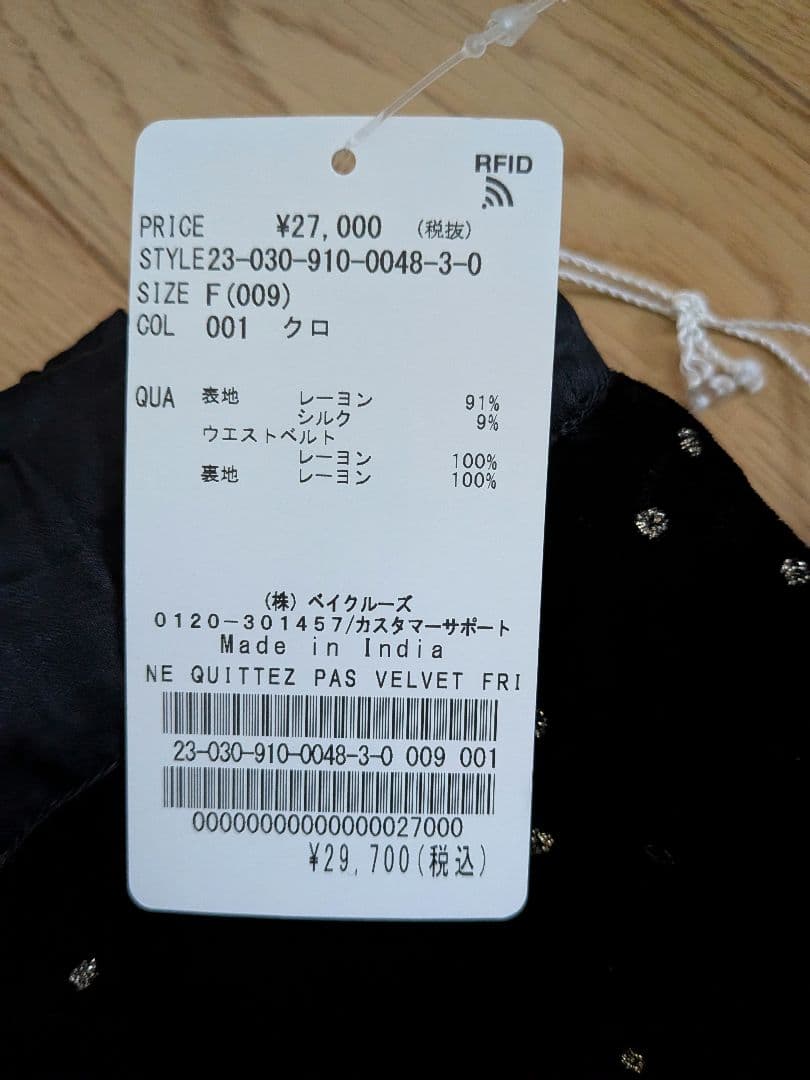 RFID
PRICE ¥27,000 (税抜)
STYLE23-030-910-0048-3-0
SIZE F(009)
COL 001 クロ
QUA 表地 レーヨン 91%
シルク 9%
ウエストベルト
レーヨン 100%
裏地 レーヨン 100%
(株)ベイクルーズ
0120-301457/カスタマーサポート
Made in India
NE QUITTEZ PAS VELVET FRI
23-030-910-0048-3-0 009 001
00000000000000027000
¥29,700(税込)